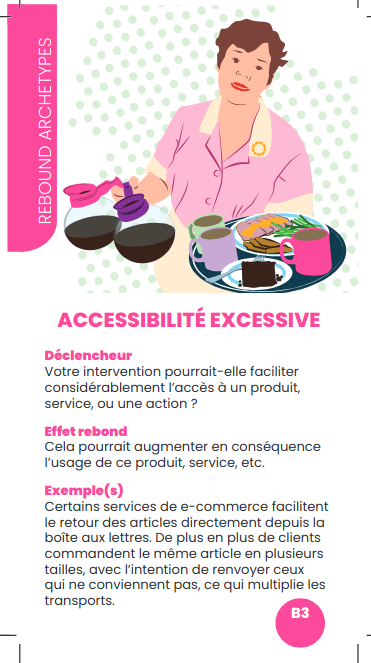 REBOUND ARCHETYPES
ACCESSIBILITÉ EXCESSIVE
Déclencheur
Votre intervention pourrait-elle faciliter
considérablement l’accès à un produit,
service, ou une action ?
Effet rebond
Cela pourrait augmenter en conséquence
l’usage de ce produit, service, etc.
Exemple(s)
Certains services de e-commerce facilitent
le retour des articles directement depuis la
boîte aux lettres. De plus en plus de clients
commandent le même article en plusieurs
tailles, avec l’intention de renvoyer ceux
qui ne conviennent pas, ce qui multiplie les
transports.
B3